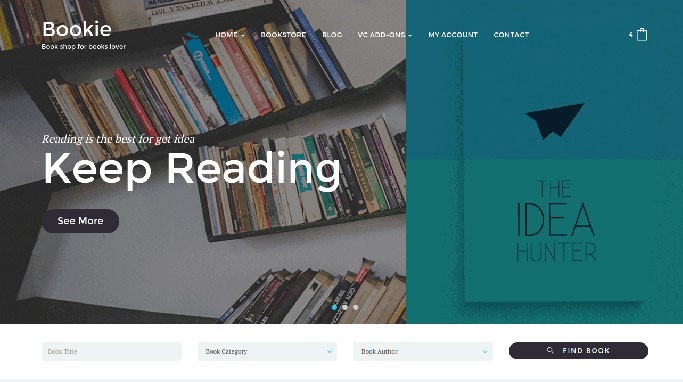 Bookie
Book shop for books lover
HOME
BOOKSTORE
BLOG
VC ADD-ONS
MY ACCOUNT
CONTACT
4
Reading is the best for get idea
Keep Reading
See More
THE
IDEA
HUNTER
Book Title
Book Category
Book Author
FIND BOOK